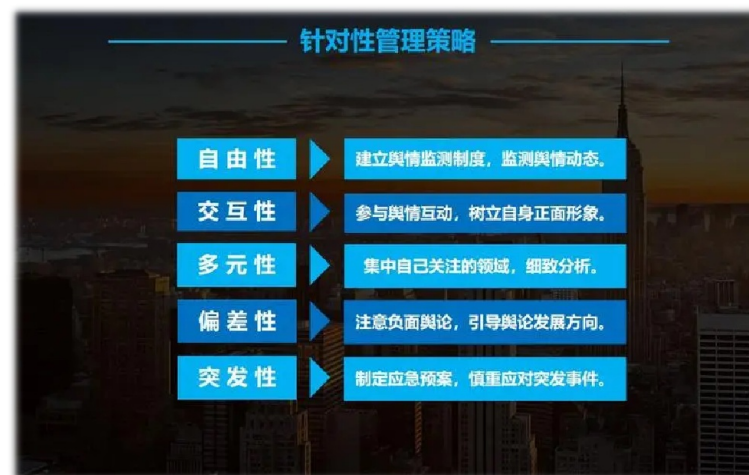 针对性管理策略
自由性 建立舆情监测制度，监测舆情动态。
交互性 参与舆情互动，树立自身正面形象。
多元性 集中自己关注的领域，细致分析。
偏差性 注意负面舆论，引导舆论发展方向。
突发性 制定应急预案，慎重应对突发事件。